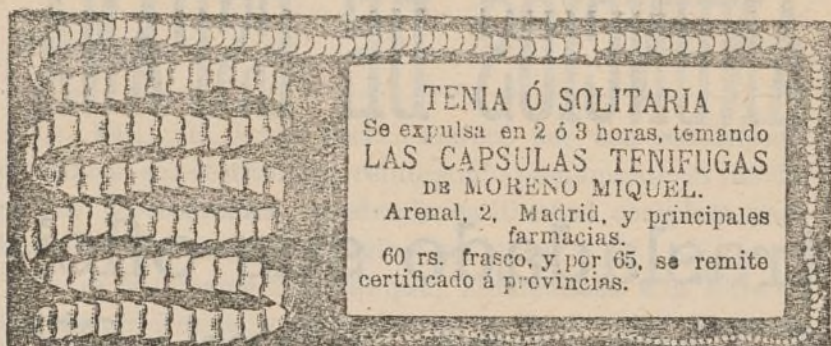 TENIA Ó SOLITARIA
Se expulsa en 2 ó 3 horas, tomando
LAS CAPSULAS TENIFUGAS
DE MORENO MIQUEL.
Arenal, 2, Madrid, y principales
farmacias.
60 rs. frasco, y por 65, se remite
certificado á provincias.